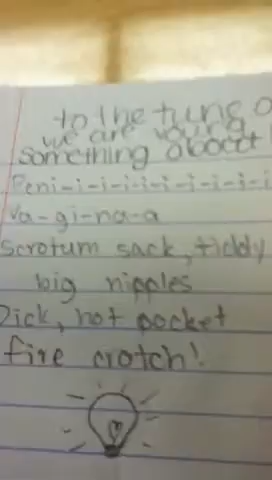 to the tune o
we are young
something about
Peni-i-i-i-i-i-i-i-i-i
Va-gi-na-a
Scrotum sack, tiddy
big nipples
Dick, hot pocket
fire crotch!